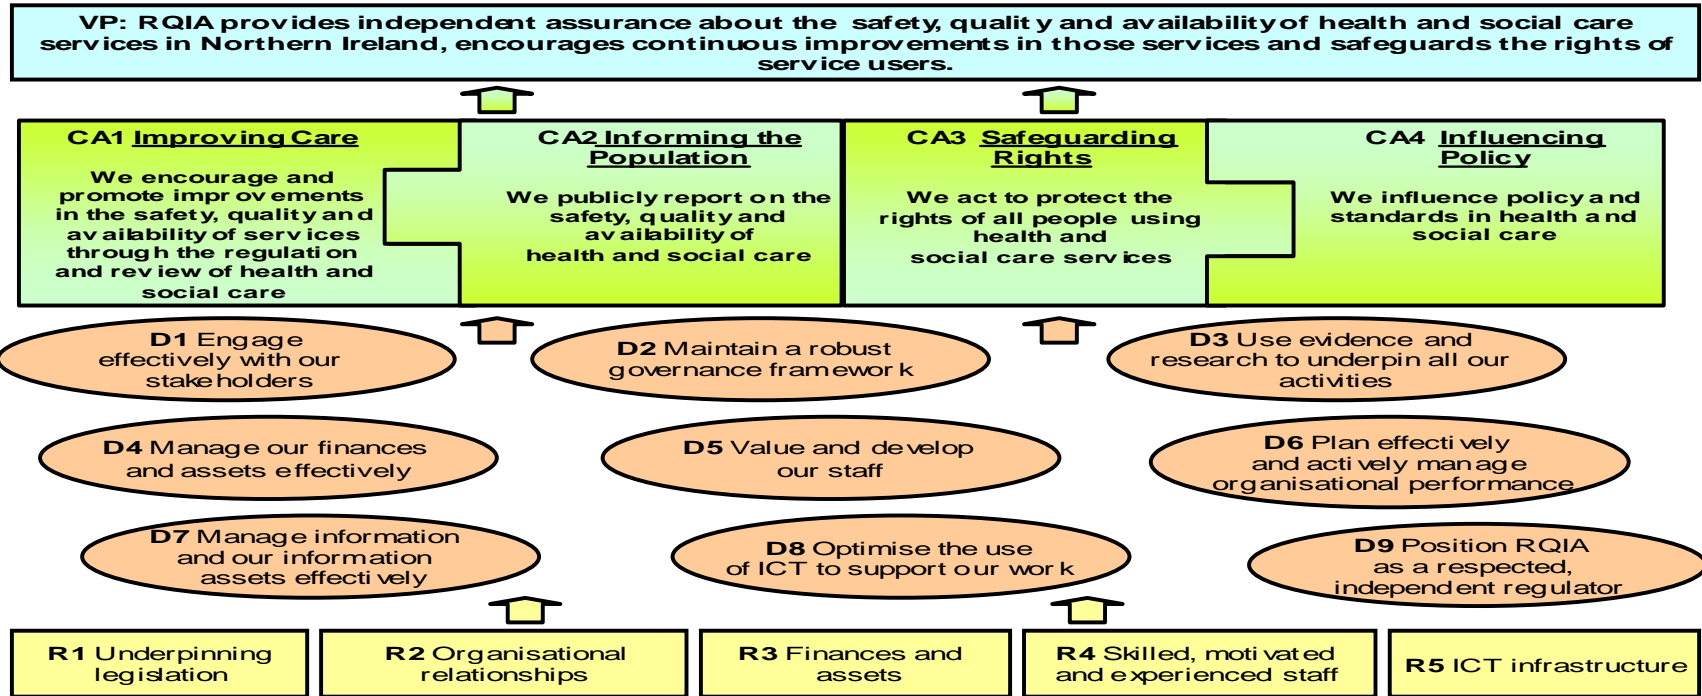 VP: RQIA provides independent assurance about the safety, quality and availability of health and social care
services in Northern Ireland, encourages continuous improvements in those services and safeguards the rights of
service users.
CA1 Improving Care
We encourage and
promote improvements
in the safety, quality and
availability of services
through the regulation
and review of health and
social care
CA2 Informing the
Population
We publicly report on the
safety, quality and
availability of
health and social care
CA3 Safeguarding
Rights
We act to protect the
rights of all people using
health and
social care services
CA4 Influencing
Policy
We influence policy and
standards in health and
social care
D1 Engage
effectively with our
stakeholders
D2 Maintain a robust
governance framework
D3 Use evidence and
research to underpin all our
activities
D4 Manage our finances
and assets effectively
D5 Value and develop
our staff
D6 Plan effectively
and actively manage
organisational performance
D7 Manage information
and our information
assets effectively
D8 Optimise the use
of ICT to support our work
D9 Position RQIA
as a respected,
independent regulator
R1 Underpinning
legislation
R2 Organisational
relationships
R3 Finances and
assets
R4 Skilled, motivated
and experienced staff
R5 ICT infrastructure